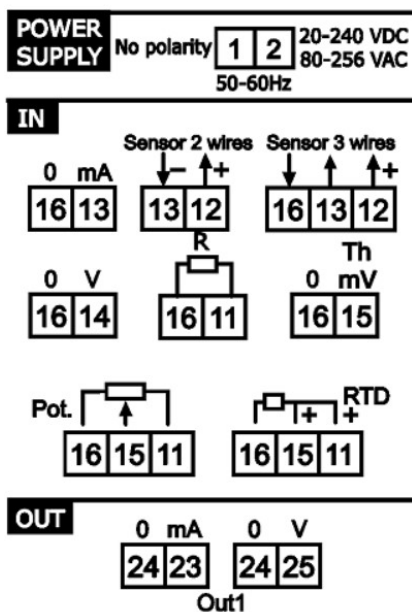 POWER SUPPLY No polarity 1 2 20-240 VDC
80-256 VAC
50-60Hz
IN
Sensor 2 wires Sensor 3 wires
0 mA − + +
16 13 13 12 16 13 12
R Th
0 V 0 mV
16 14 16 11 16 15
Pot. RTD
+ +
16 15 11 16 15 11
OUT
0 mA 0 V
24 23 24 25
Out1